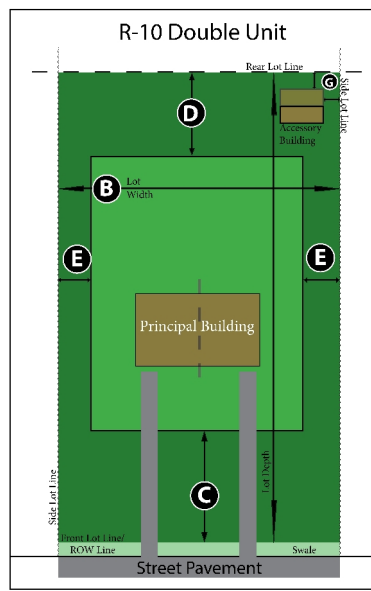 R-10 Double Unit
Rear Lot Line
G
Side Lot Line
D
Accessory
Building
B
Lot
Width
E
E
Principal Building
C
Lot Depth
Side Lot Line
Front Lot Line/
ROW Line
Swale
Street Pavement